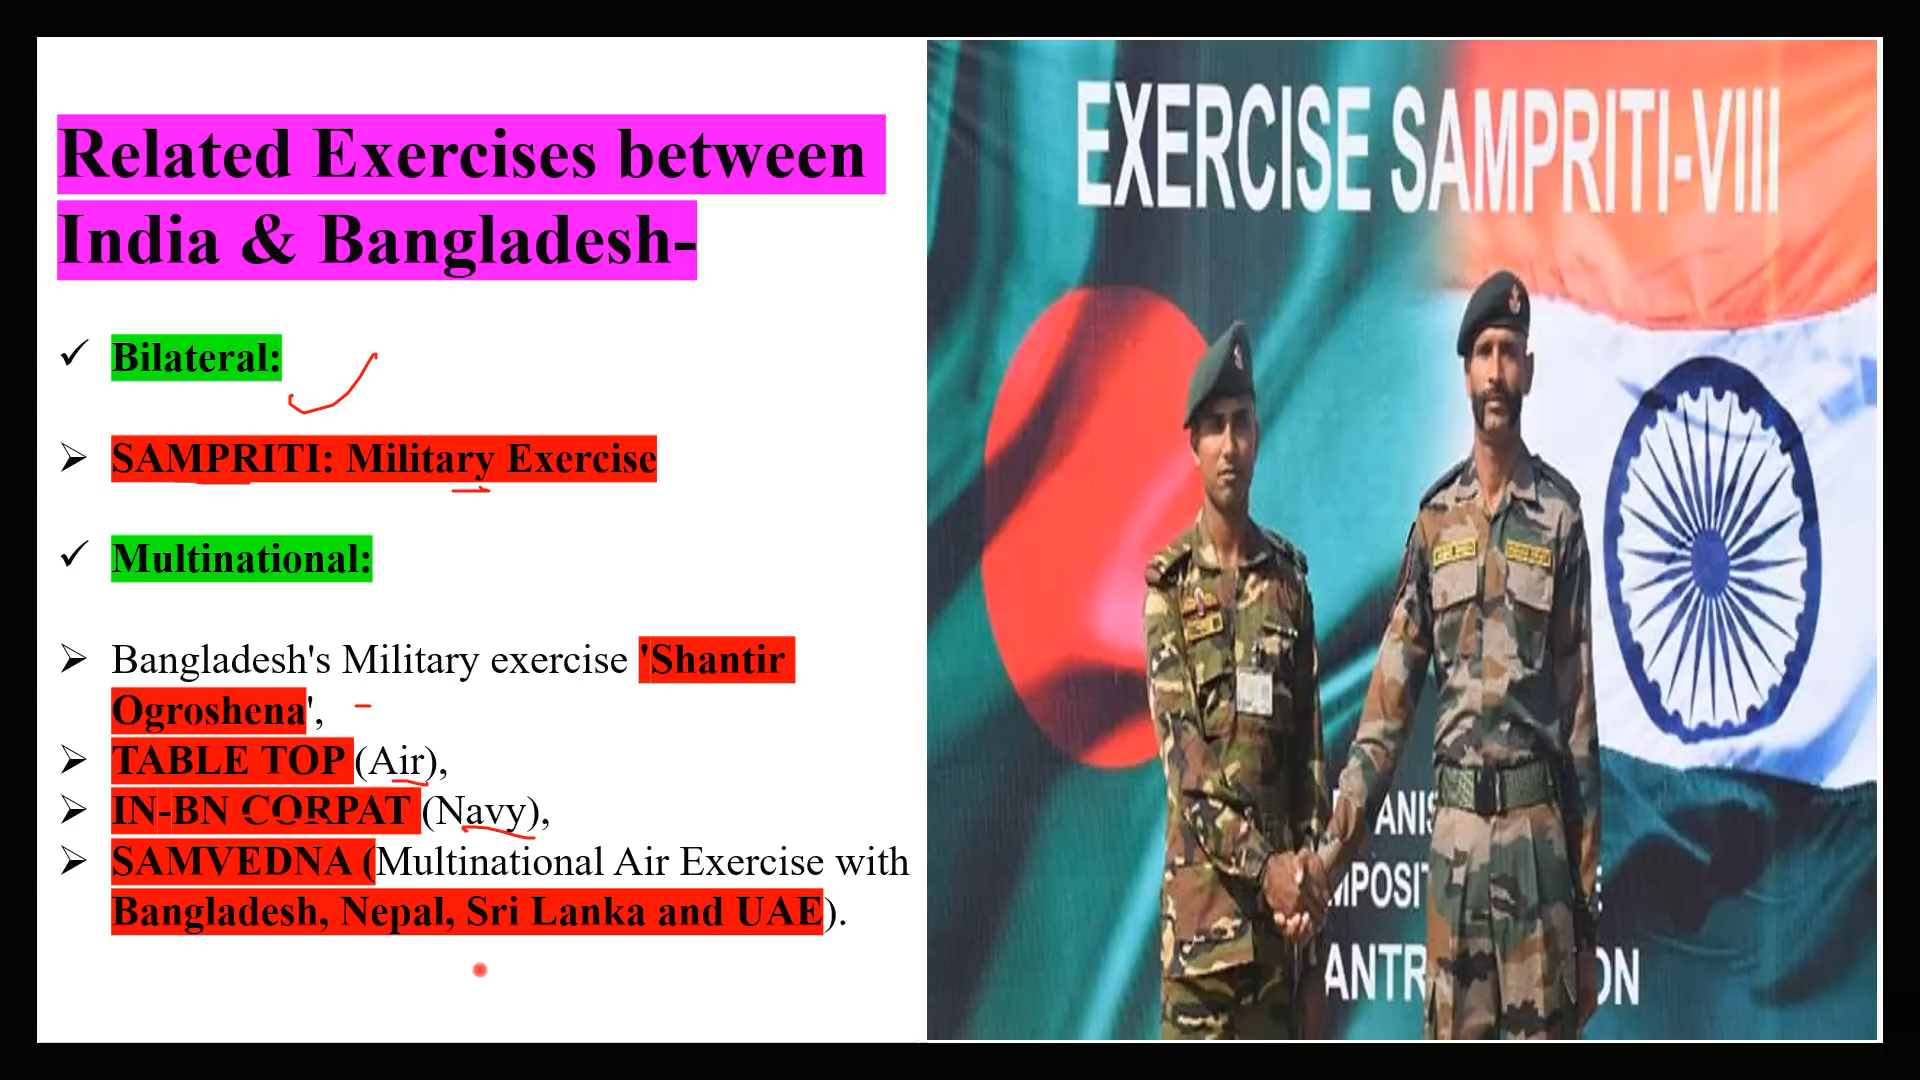 Related Exercises between
India & Bangladesh-
Bilateral:
SAMPRITI: Military Exercise
Multinational:
Bangladesh's Military exercise 'Shantir
Ogroshena',
TABLE TOP (Air),
IN-BN CORPAT (Navy),
SAMVEDNA (Multinational Air Exercise with
Bangladesh, Nepal, Sri Lanka and UAE).
EXERCISE SAMPRITI-VIII